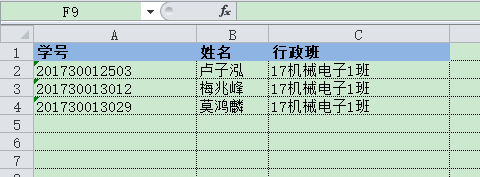 F9 fx
A B C
1 学号 姓名 行政班
2 201730012503 卢子泓 17机械电子1班
3 201730013012 梅兆峰 17机械电子1班
4 201730013029 莫鸿麟 17机械电子1班
5
6
7